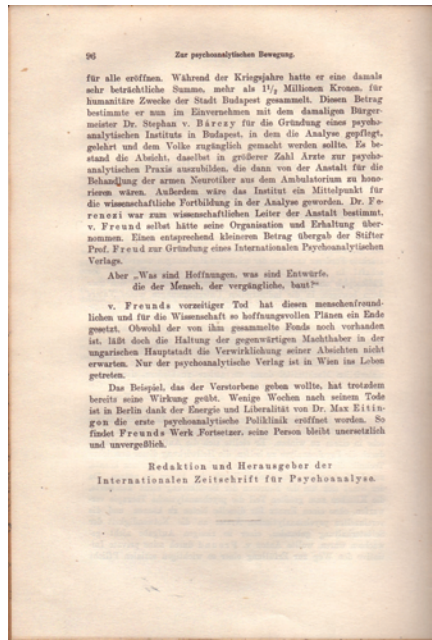 96 Zur psychoanalytischen Bewegung.
für alle eröffnen. Während der Kriegsjahre hatte er eine damals
sehr beträchtliche Summe, mehr als 1½ Millionen Kronen, für
humanitäre Zwecke der Stadt Budapest gesammelt. Diesen Betrag
bestimmte er nun im Einvernehmen mit dem damaligen Bürger-
meister Dr. Stephan v. Bárczy für die Gründung eines psycho-
analytischen Instituts in Budapest, in dem die Analyse gepflegt,
gelehrt und dem Volke zugänglich gemacht werden sollte. Es be-
stand die Absicht, daselbst in größerer Zahl Ärzte zur psycho-
analytischen Praxis auszubilden, die dann von der Anstalt für die
Behandlung der armen Neurotiker aus dem Ambulatorium zu hono-
rieren wären. Außerdem wäre das Institut ein Mittelpunkt für
die wissenschaftliche Fortbildung in der Analyse geworden. Dr. Fe-
renczi war zum wissenschaftlichen Leiter der Anstalt bestimmt,
v. Freund selbst hätte seine Organisation und Erhaltung über-
nommen. Einen entsprechend kleineren Betrag übergab der Stifter
Prof. Freud zur Gründung eines Internationalen Psychoanalytischen
Verlags.
Aber „Was sind Hoffnungen, was sind Entwürfe,
die der Mensch, der vergängliche, baut?“
v. Freunds vorzeitiger Tod hat diesen menschenfreund-
lichen und für die Wissenschaft so hoffnungsvollen Plänen ein Ende
gesetzt. Obwohl der von ihm gesammelte Fonds noch vorhanden
ist, läßt doch die Haltung der gegenwärtigen Machthaber in der
ungarischen Hauptstadt die Verwirklichung seiner Absichten nicht
erwarten. Nur der psychoanalytische Verlag ist in Wien ins Leben
getreten.
Das Beispiel, das der Verstorbene geben wollte, hat trotzdem
bereits seine Wirkung geübt. Wenige Wochen nach seinem Tode
ist in Berlin dank der Energie und Liberalität von Dr. Max Eitin-
gon die erste psychoanalytische Poliklinik eröffnet worden. So
findet Freunds Werk Fortsetzer, seine Person bleibt unersetzlich
und unvergeßlich.
Redaktion und Herausgeber der
Internationalen Zeitschrift für Psychoanalyse.